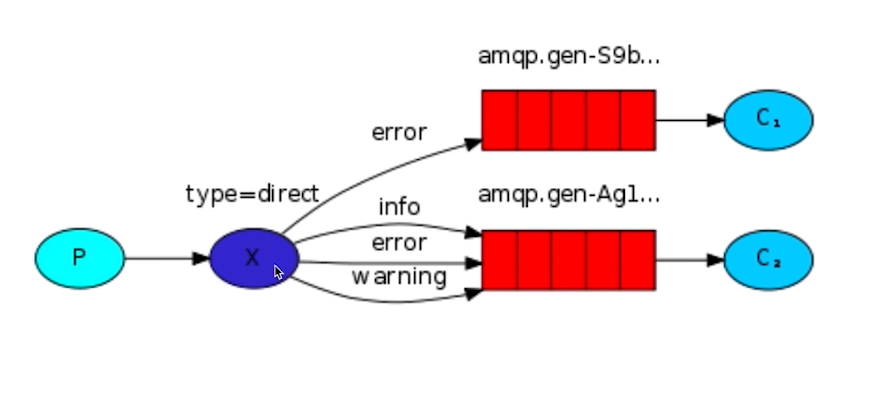 amqp.gen-S9b...
C₁
error
type=direct
amqp.gen-Ag1...
info
error
P
X
C₂
warning